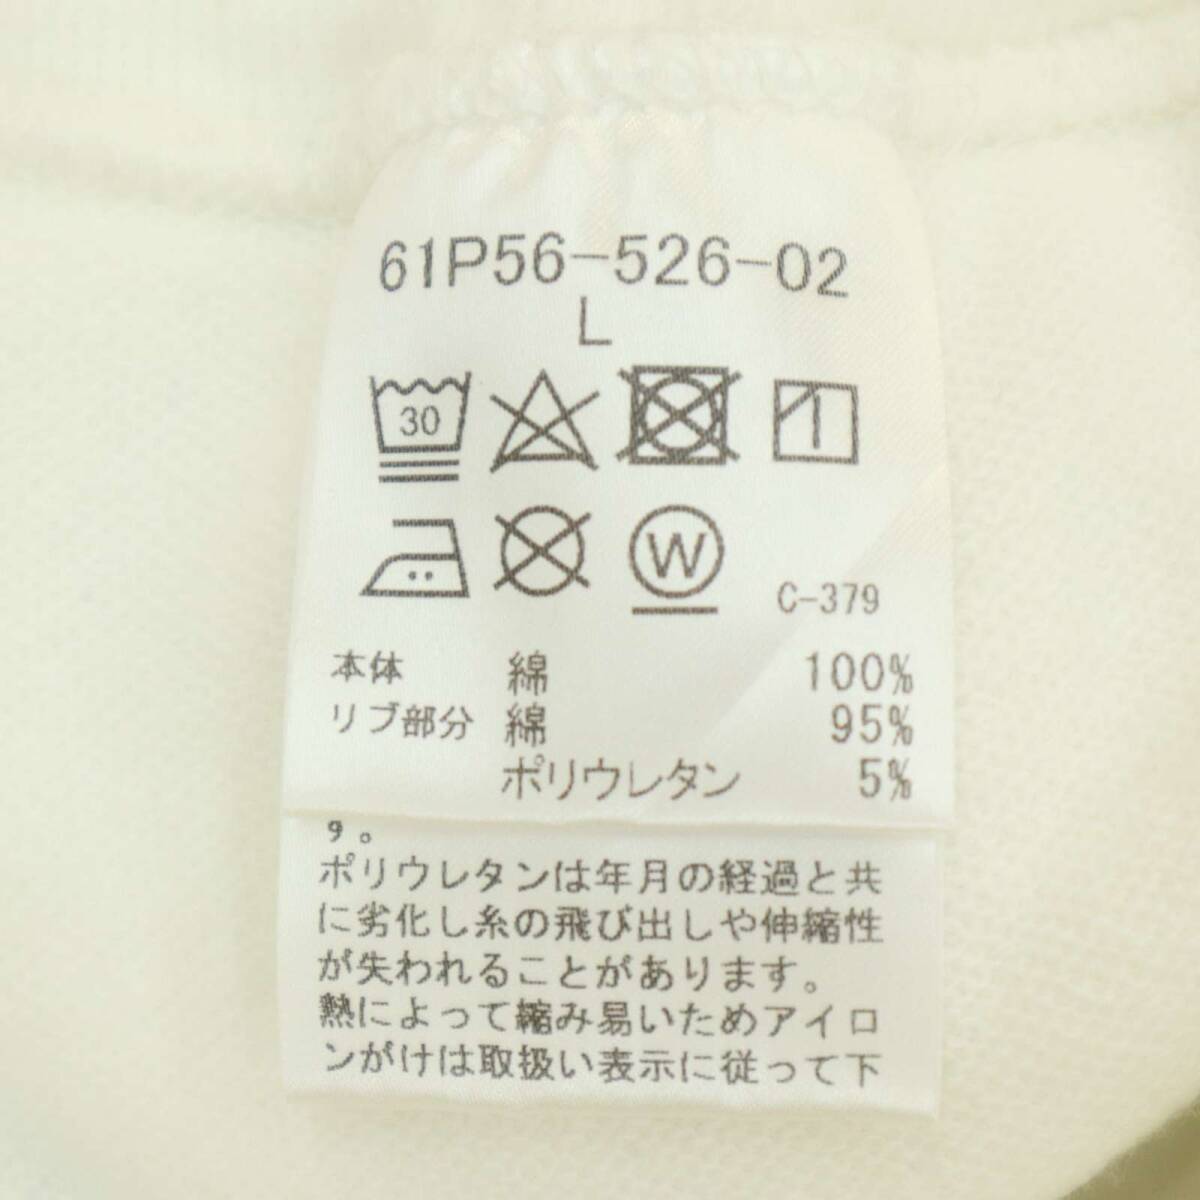 61P56-526-02
L
30
W
C-379
本体 綿 100%
リブ部分 綿 95%
ポリウレタン 5%
す。
ポリウレタンは年月の経過と共
に劣化し糸の飛び出しや伸縮性
が失われることがあります。
熱によって縮み易いためアイロ
ンがけは取扱い表示に従って下